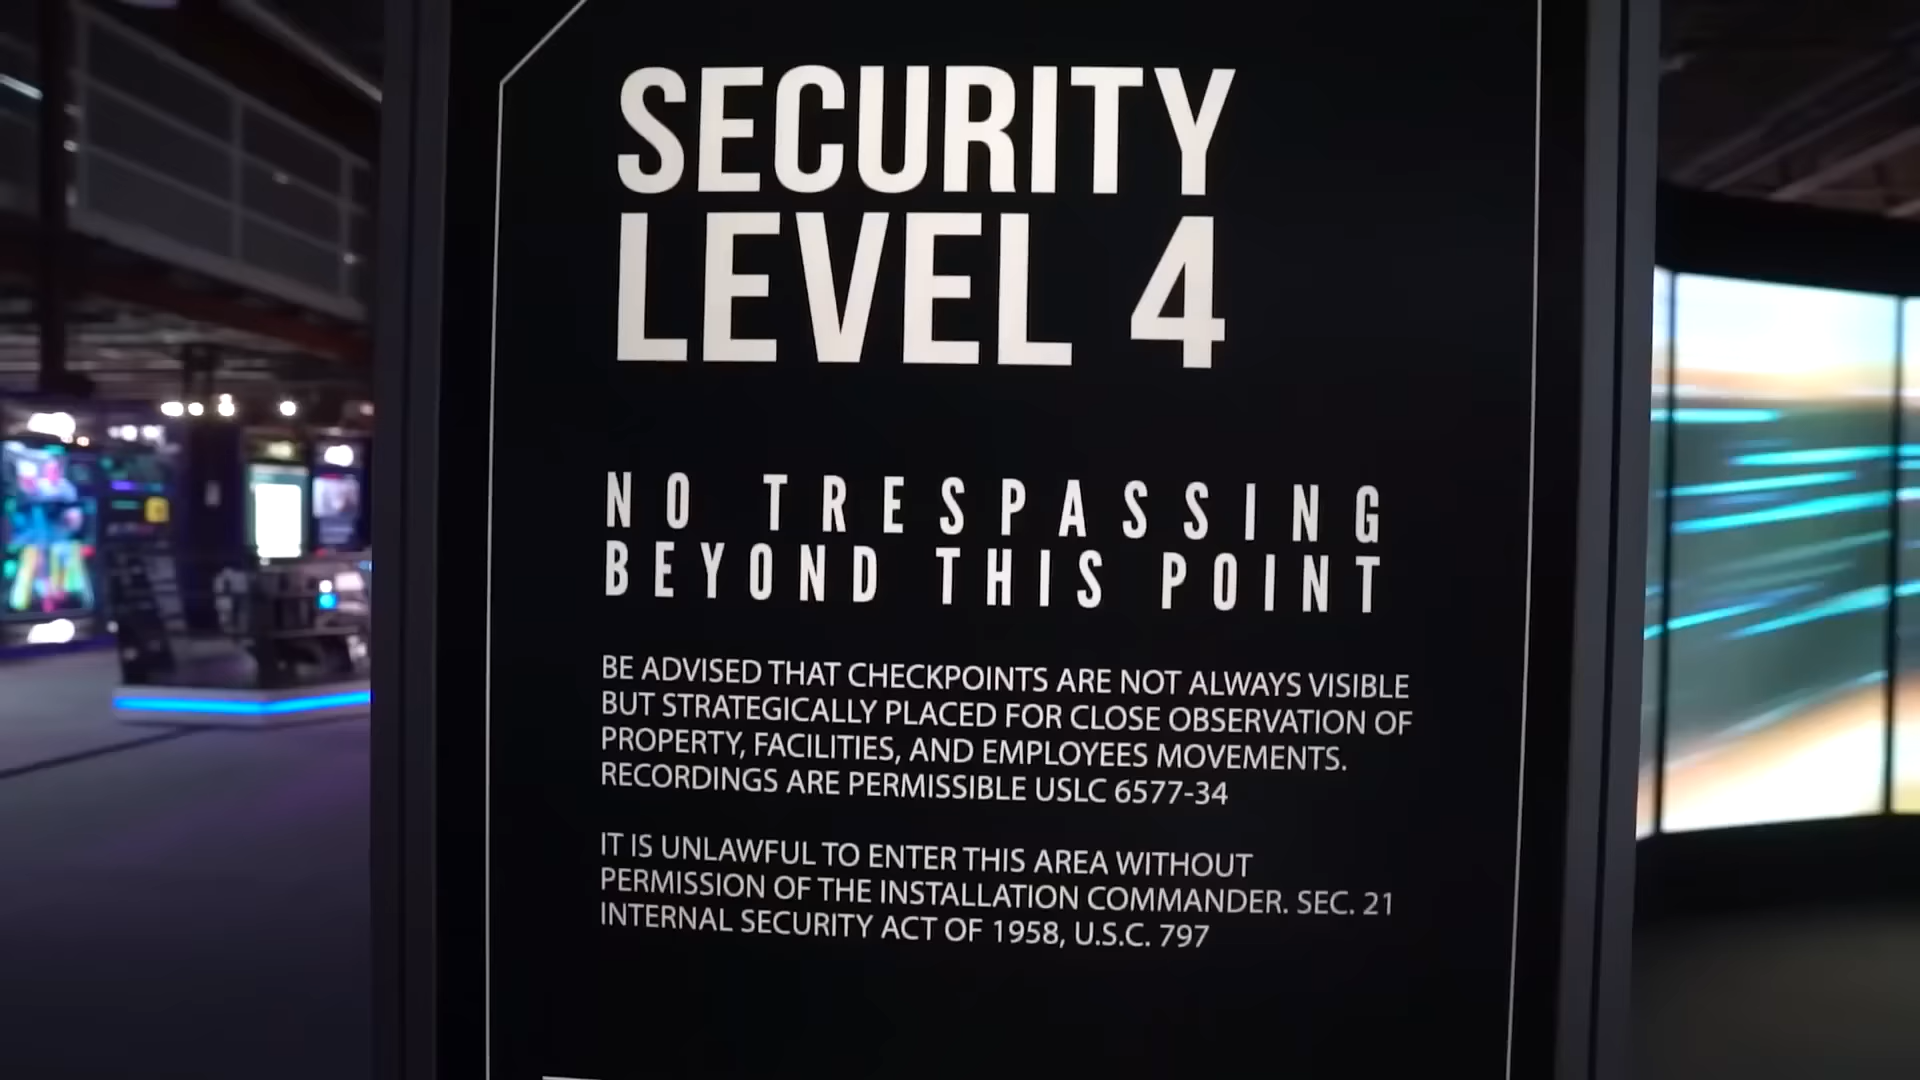 SECURITY
LEVEL 4
NO TRESPASSING
BEYOND THIS POINT
BE ADVISED THAT CHECKPOINTS ARE NOT ALWAYS VISIBLE
BUT STRATEGICALLY PLACED FOR CLOSE OBSERVATION OF
PROPERTY, FACILITIES, AND EMPLOYEES MOVEMENTS.
RECORDINGS ARE PERMISSIBLE USLC 6577-34
IT IS UNLAWFUL TO ENTER THIS AREA WITHOUT
PERMISSION OF THE INSTALLATION COMMANDER. SEC. 21
INTERNAL SECURITY ACT OF 1958, U.S.C. 797